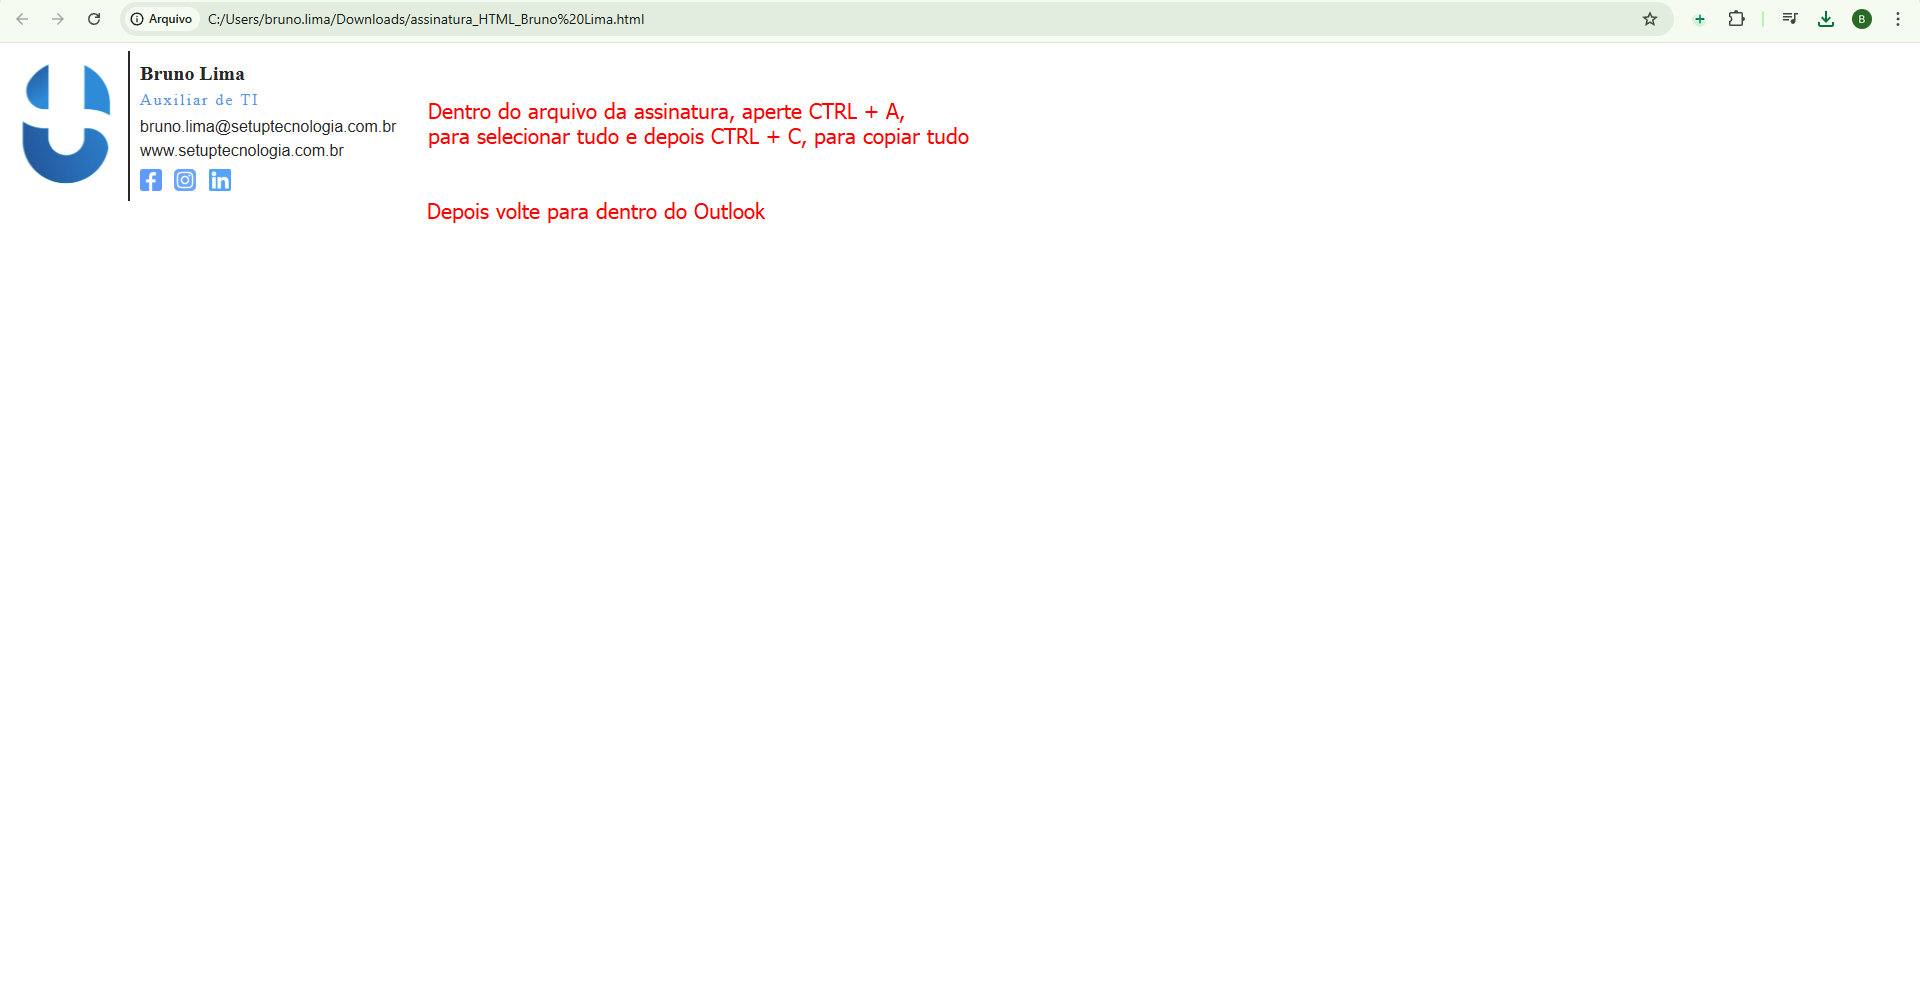 Arquivo C:/Users/bruno.lima/Downloads/assinatura_HTML_Bruno%20Lima.html
B
Bruno Lima
Auxiliar de TI
bruno.lima@setuptecnologia.com.br
www.setuptecnologia.com.br
Dentro do arquivo da assinatura, aperte CTRL + A,
para selecionar tudo e depois CTRL + C, para copiar tudo
Depois volte para dentro do Outlook